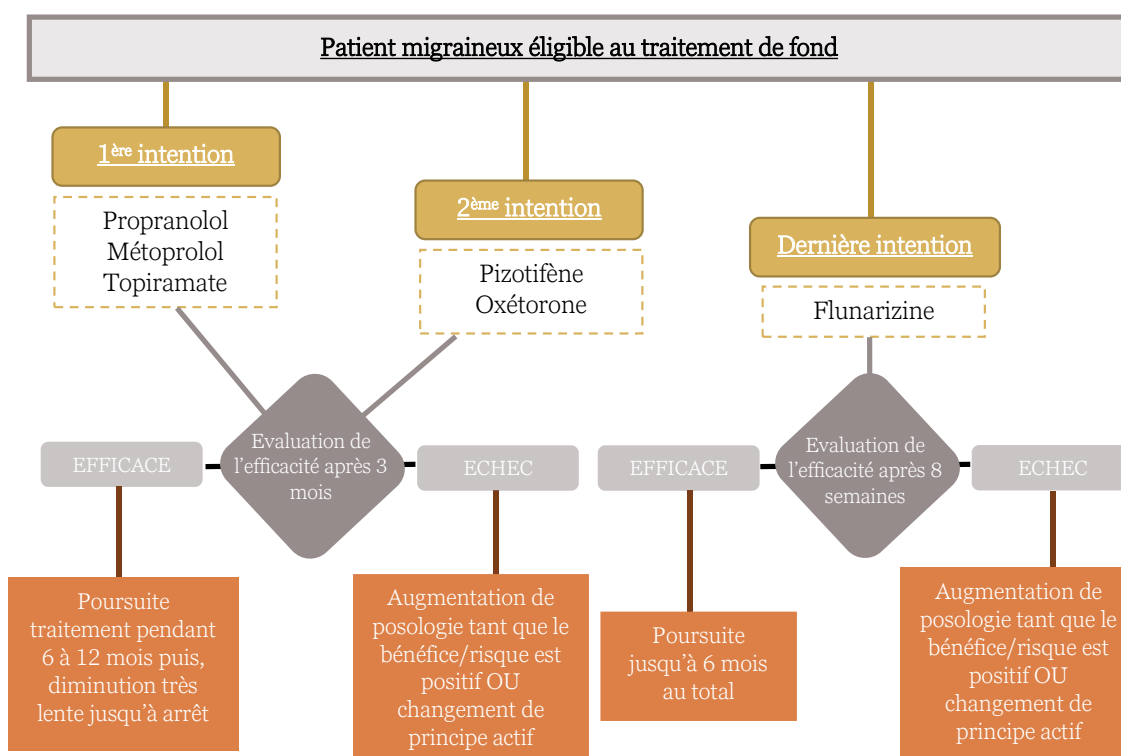 Patient migraineux éligible au traitement de fond
1ère intention
Propranolol
Métoprolol
Topiramate
2ème intention
Pizotifène
Oxétorone
Dernière intention
Flunarizine
Evaluation de
l'efficacité après 3
mois
EFFICACE
ECHEC
Evaluation de
l'efficacité après 8
semaines
EFFICACE
ECHEC
Poursuite
traitement pendant
6 à 12 mois puis,
diminution très
lente jusqu'à arrêt
Augmentation de
posologie tant que le
bénéfice/risque est
positif OU
changement de
principe actif
Poursuite
jusqu'à 6 mois
au total
Augmentation de
posologie tant que le
bénéfice/risque est
positif OU
changement de
principe actif